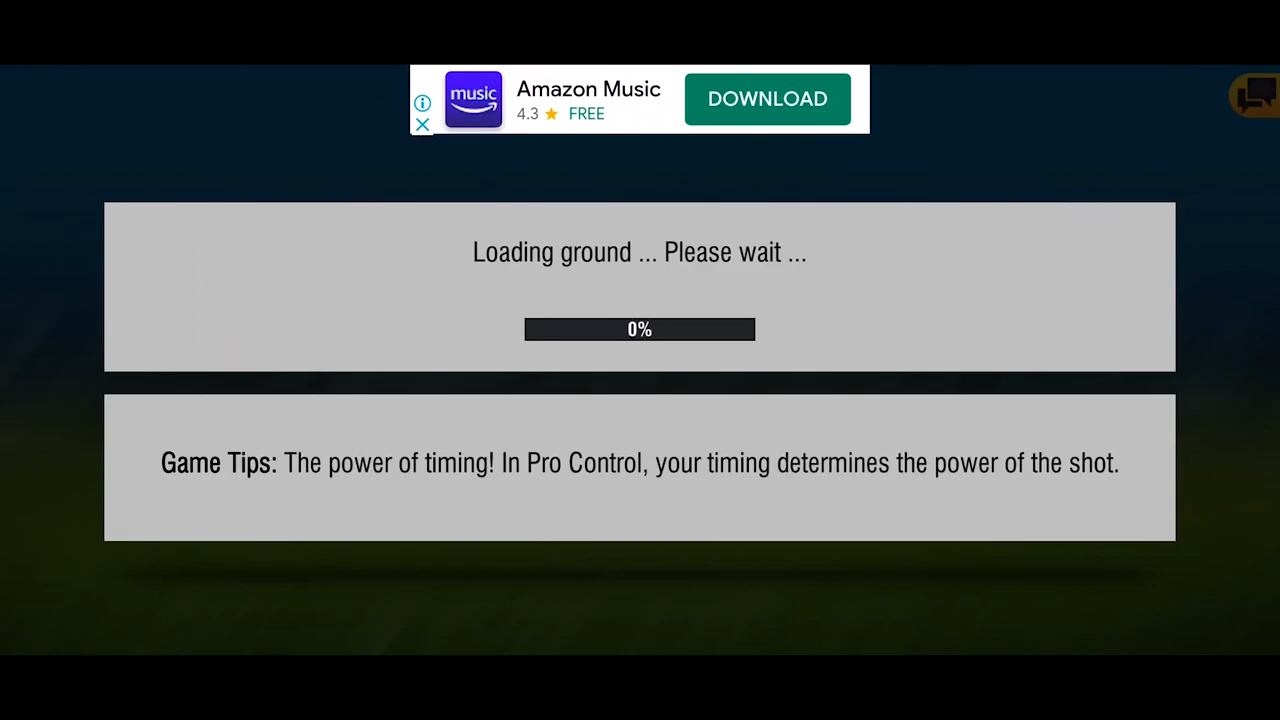 music
Amazon Music
4.3 ★ FREE
DOWNLOAD
Loading ground ... Please wait ...
0%
Game Tips: The power of timing! In Pro Control, your timing determines the power of the shot.